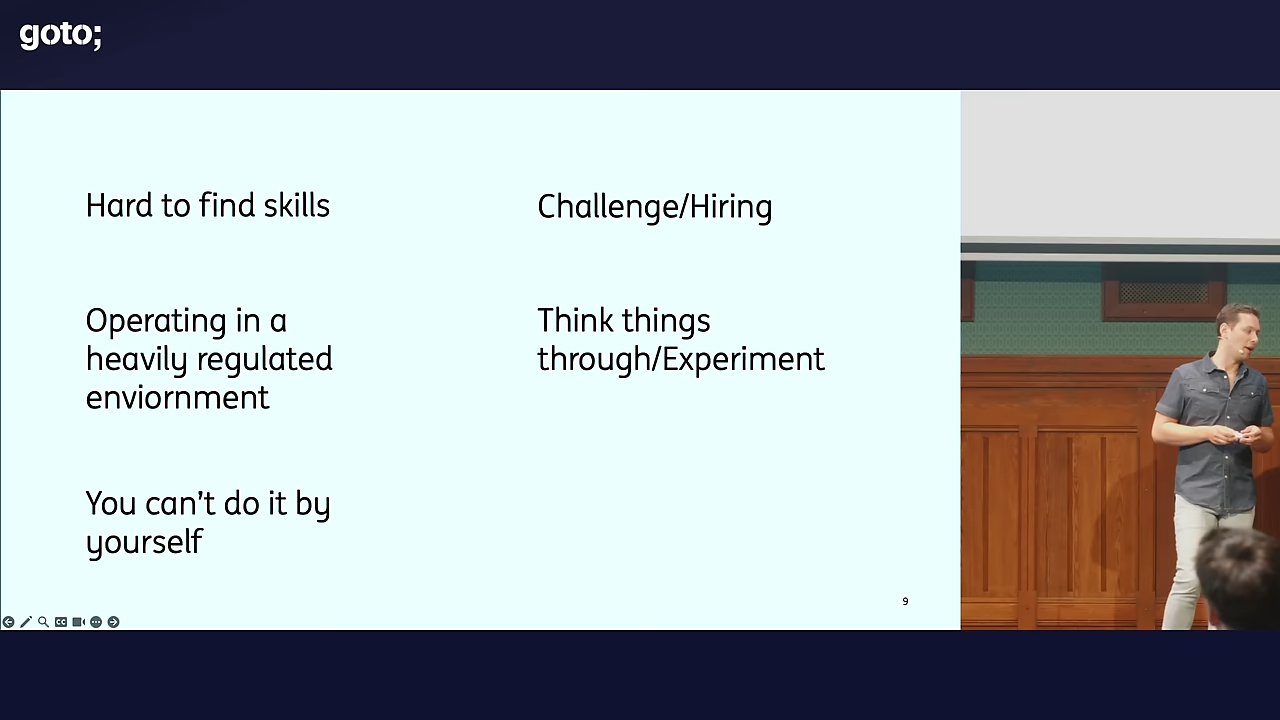 goto;
Hard to find skills
Challenge/Hiring
Operating in a
heavily regulated
enviornment
Think things
through/Experiment
You can't do it by
yourself
9